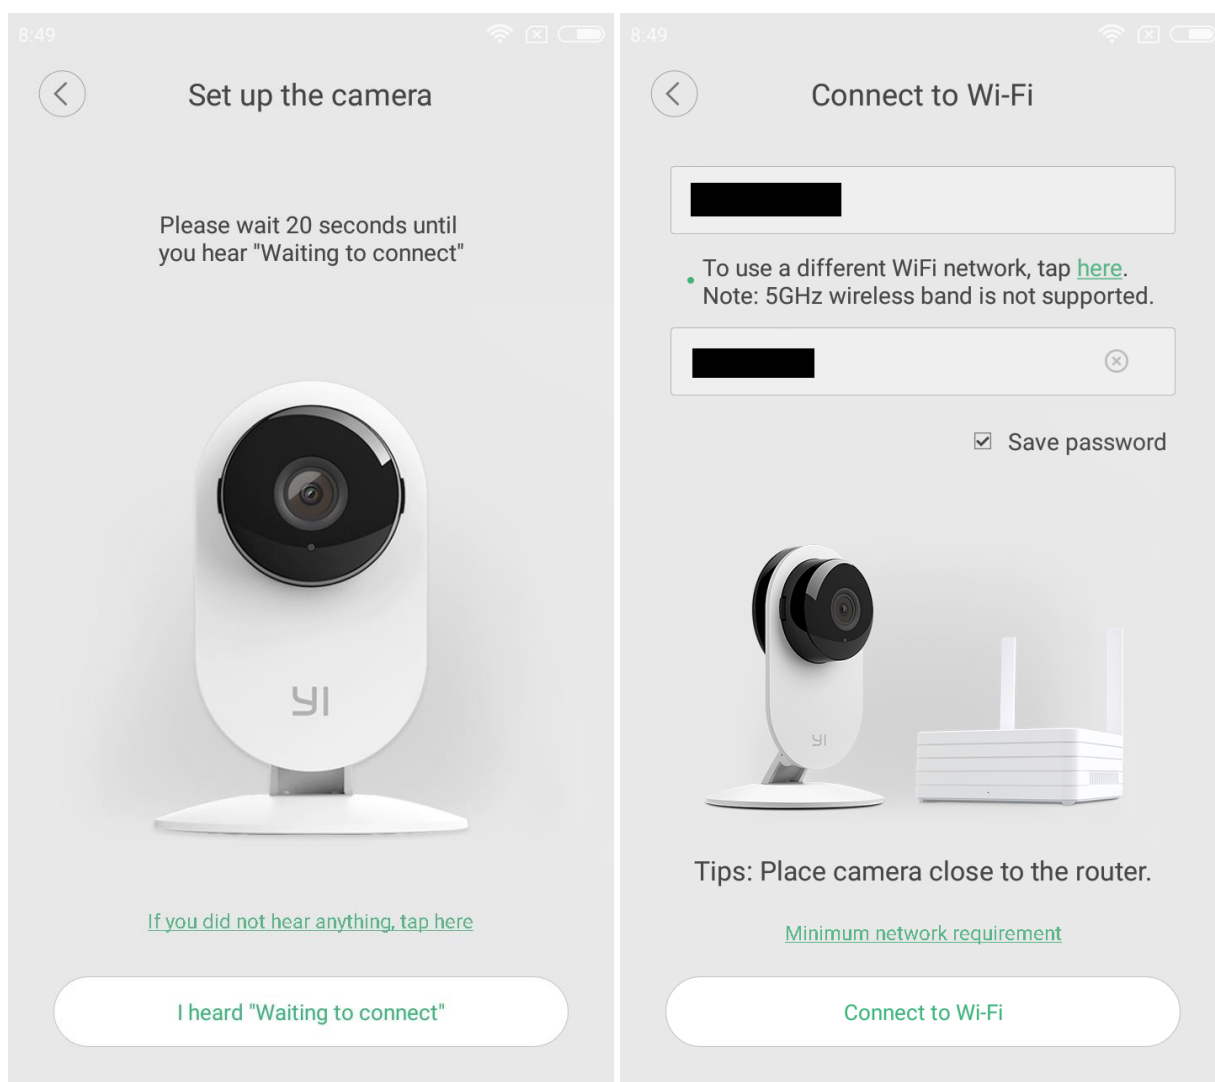 8:49
Set up the camera
Please wait 20 seconds until
you hear "Waiting to connect"
YI
If you did not hear anything, tap here
I heard "Waiting to connect"
8:49
Connect to Wi-Fi
To use a different WiFi network, tap here.
Note: 5GHz wireless band is not supported.
Save password
YI
Tips: Place camera close to the router.
Minimum network requirement
Connect to Wi-Fi